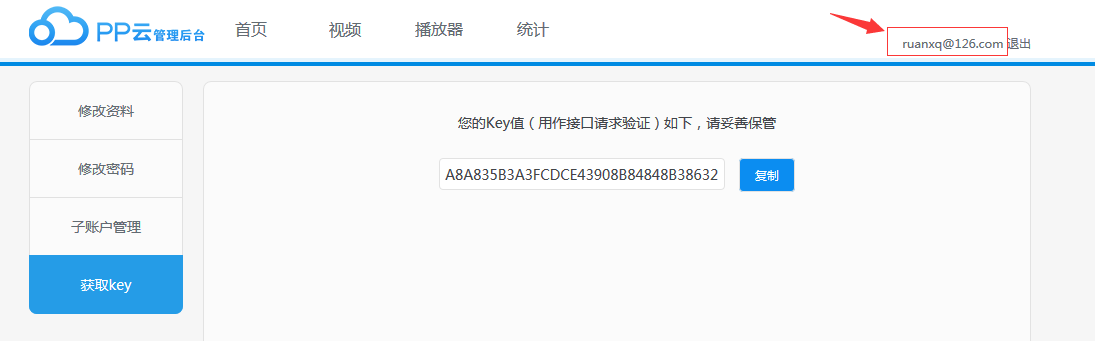 PP云管理后台 首页 视频 播放器 统计
ruanxq@126.com 退出
修改资料
修改密码
子账户管理
获取key
您的Key值（用作接口请求验证）如下，请妥善保管
A8A835B3A3FCDCE43908B84848B38632 复制